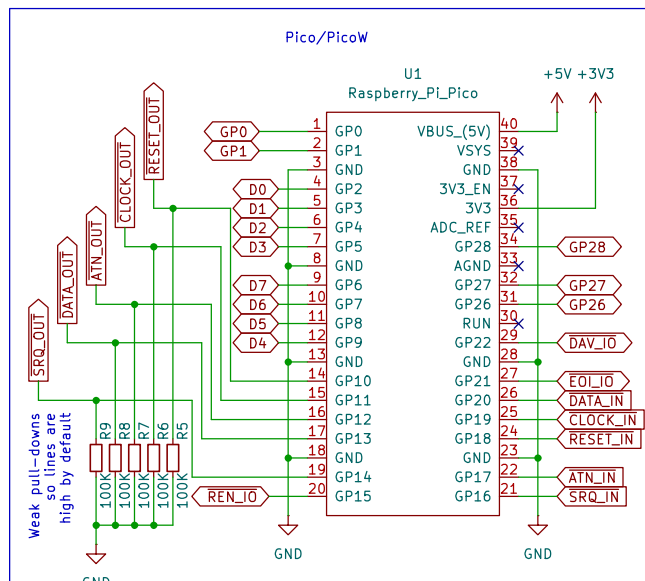 Pico/PicoW
U1
Raspberry_Pi_Pico
+5V
+3V3
RESET_OUT
CLOCK_OUT
ATN_OUT
DATA_OUT
SRQ_OUT
GP0 1 GP0 VBUS_(5V) 40
GP1 2 GP1 VSYS 39
3 GND GND 38
D0 4 GP2 3V3_EN 37
D1 5 GP3 3V3 36
D2 6 GP4 ADC_REF 35
D3 7 GP5 GP28 34 GP28
8 GND AGND 33
D7 9 GP6 GP27 32 GP27
D6 10 GP7 GP26 31 GP26
D5 11 GP8 RUN 30
D4 12 GP9 GP22 29 DAV_IO
13 GND GND 28
14 GP10 GP21 27 EOI_IO
15 GP11 GP20 26 DATA_IN
16 GP12 GP19 25 CLOCK_IN
17 GP13 GP18 24 RESET_IN
18 GND GND 23
19 GP14 GP17 22 ATN_IN
REN_IO 20 GP15 GP16 21 SRQ_IN
Weak pull-downs
so lines are
high by default
R9
100K
R8
100K
R7
100K
R6
100K
R5
100K
GND
GND
GND